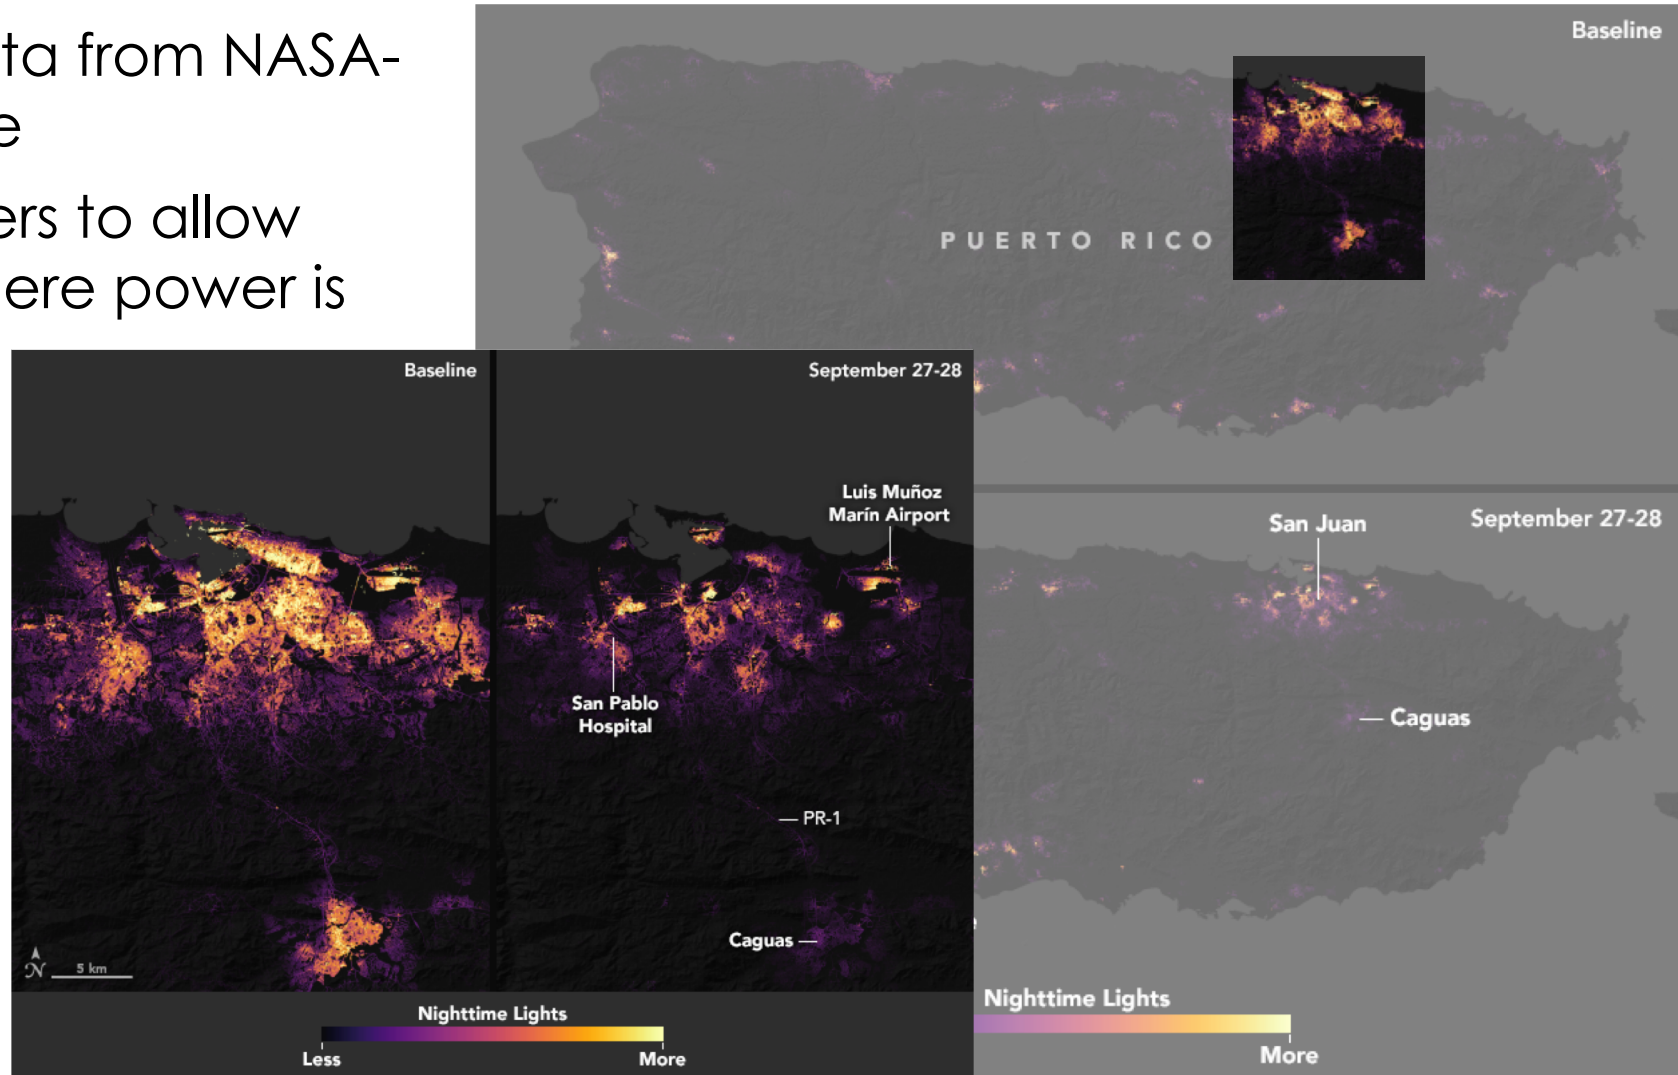 ta from NASA-
e
ers to allow
ere power is
Baseline
PUERTO RICO
Baseline
September 27-28
Luis Muñoz
Marín Airport
San Pablo
Hospital
PR-1
Caguas
N
5 km
Nighttime Lights
Less
More
September 27-28
San Juan
Caguas
Nighttime Lights
More